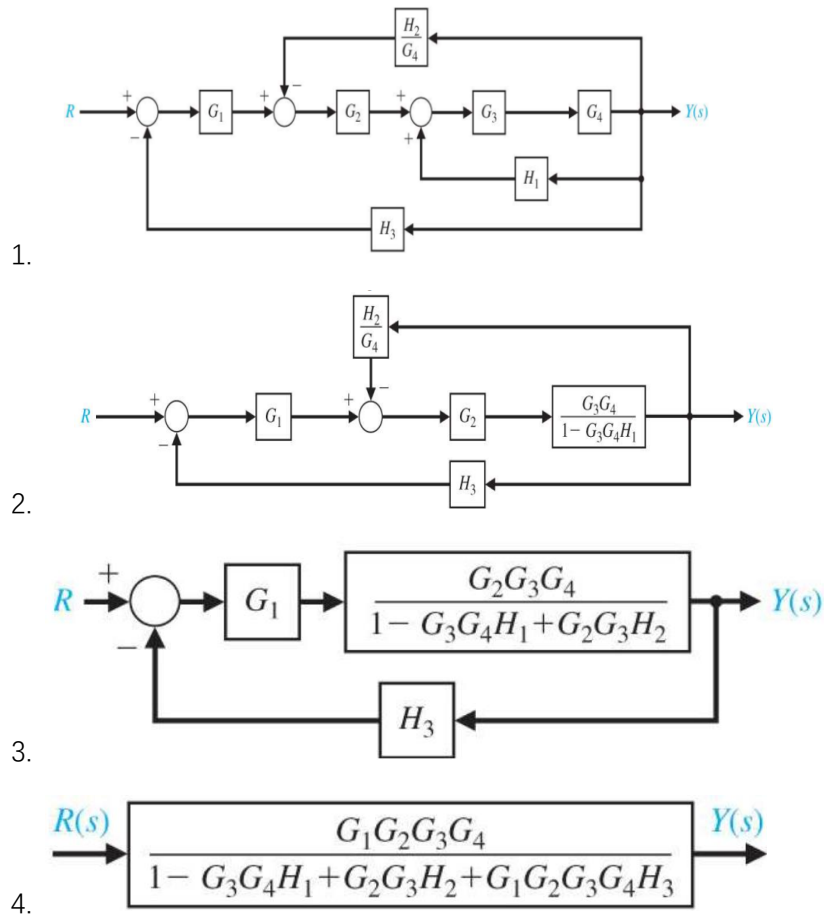 H₂
G₄
R + − G₁ + − G₂ + + G₃ G₄ Y(s)
H₁
H₃
1.
H₂
G₄
R + − G₁ + − G₂ G₃G₄ Y(s)
1− G₃G₄H₁
H₃
2.
G₂G₃G₄
R + − G₁ Y(s)
1− G₃G₄H₁+G₂G₃H₂
H₃
3.
R(s) G₁G₂G₃G₄ Y(s)
1− G₃G₄H₁+G₂G₃H₂+G₁G₂G₃G₄H₃
4.